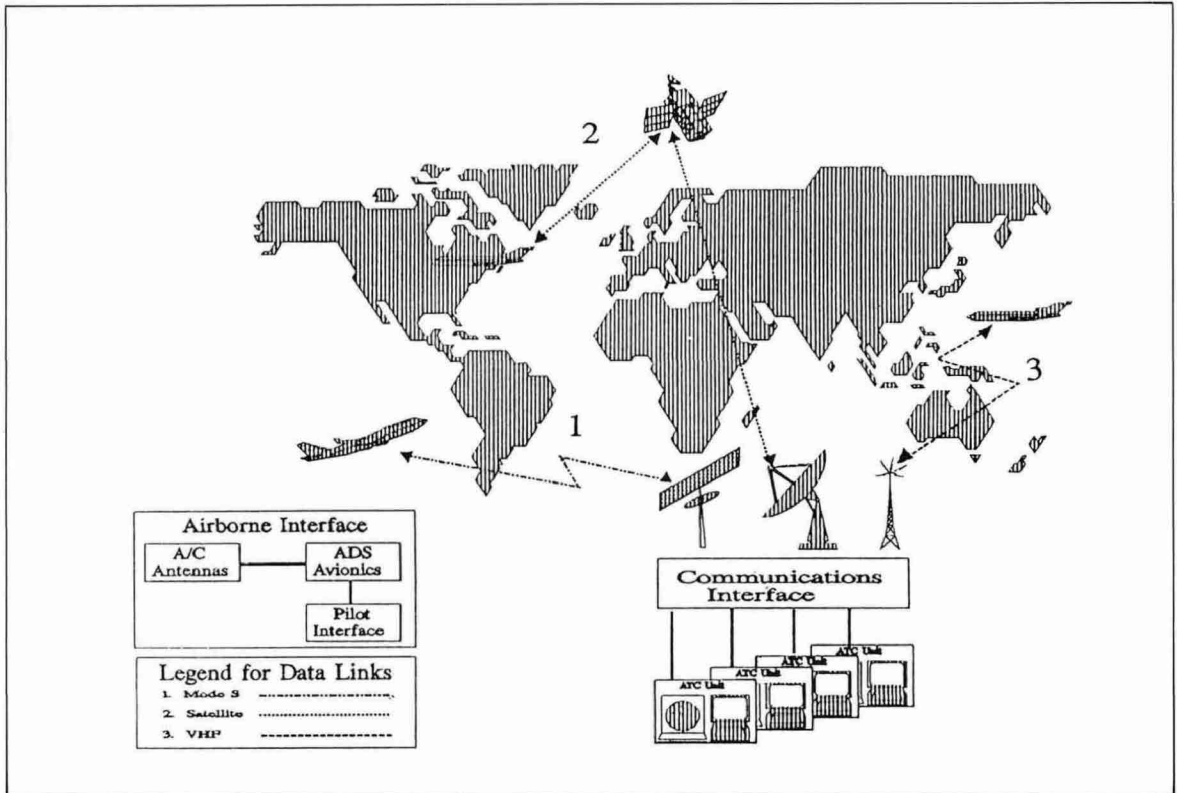 2
3
1
Airborne Interface
A/C
Antennas
ADS
Avionics
Pilot
Interface
Communications
Interface
Legend for Data Links
1. Mode S
2. Satellite
3. VHF
ATC Unit
ATC Unit
ATC Unit
ATC Unit